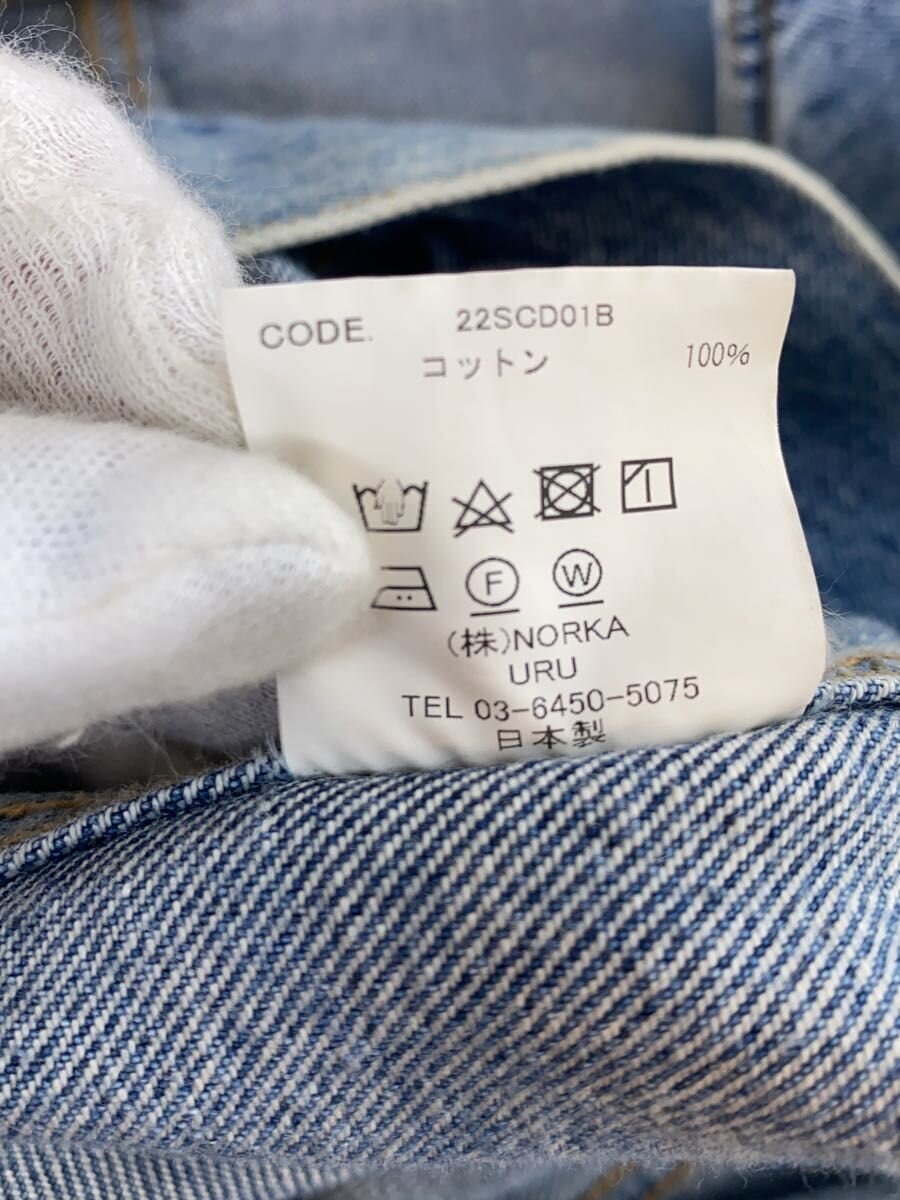 CODE. 22SCD01B
コットン 100%
F W
(株)NORKA
URU
TEL 03-6450-5075
日本製